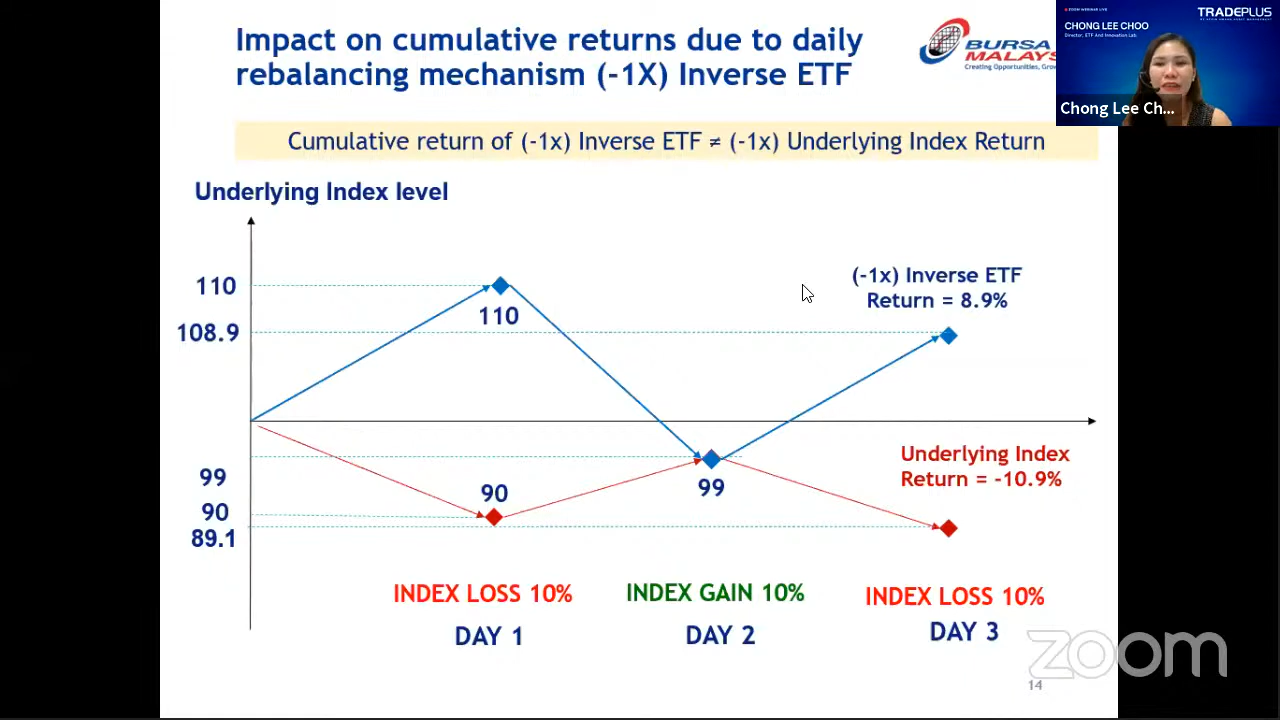 Impact on cumulative returns due to daily
rebalancing mechanism (-1X) Inverse ETF
BURSA
MALAYS
Creating Opportunities, Grow
ZOOM WEBINAR LIVE
TRADEPLUS
CHONG LEE CHOO
Director, ETF And Innovation Lab,
Chong Lee Ch...
Cumulative return of (-1x) Inverse ETF ≠ (-1x) Underlying Index Return
Underlying Index level
(-1x) Inverse ETF
Return = 8.9%
110
110
108.9
Underlying Index
Return = -10.9%
99
90
99
90
89.1
INDEX LOSS 10%
INDEX GAIN 10%
INDEX LOSS 10%
DAY 1
DAY 2
DAY 3
zoom
14